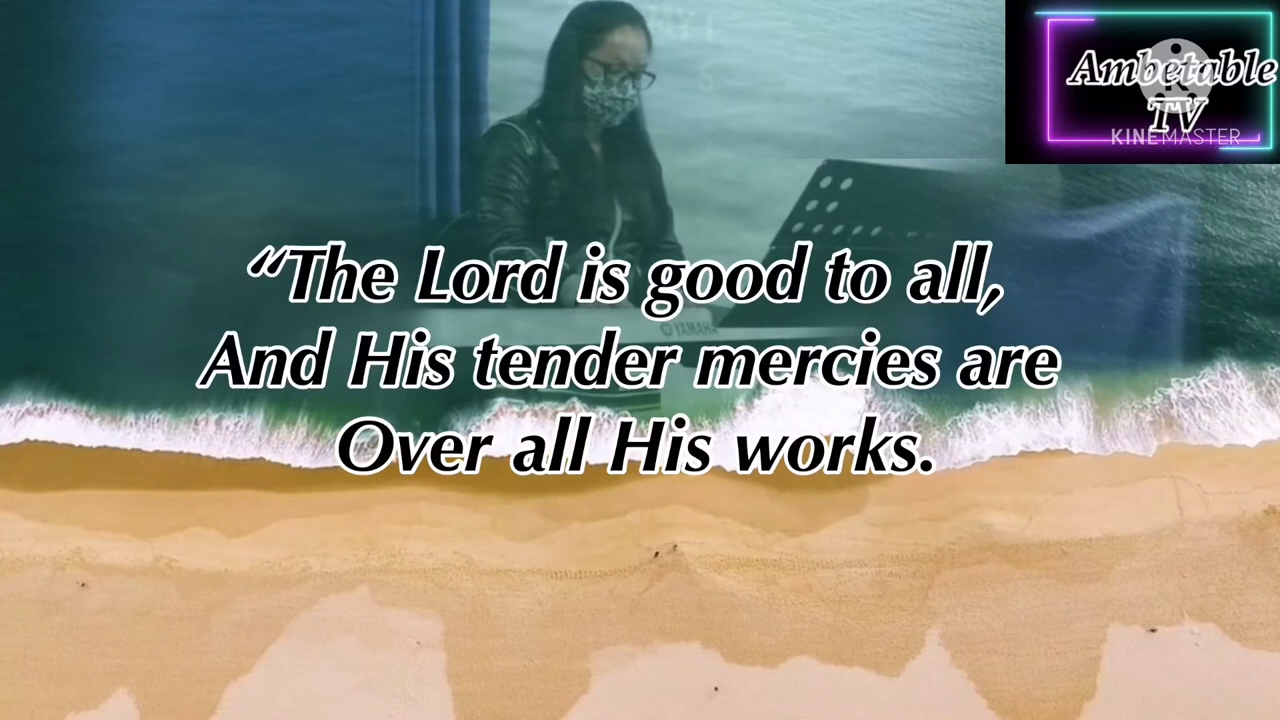 Ambetable
TV
KINEMASTER
“The Lord is good to all,
YAMAHA
And His tender mercies are
Over all His works.